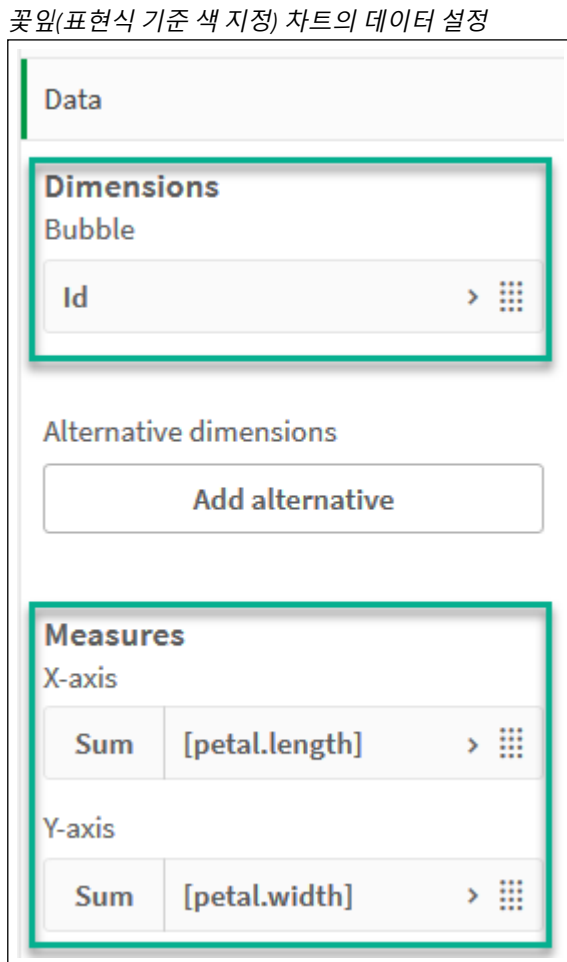 꽃잎(표현식 기준 색 지정) 차트의 데이터 설정
Data
Dimensions
Bubble
Id
Alternative dimensions
Add alternative
Measures
X-axis
Sum [petal.length]
Y-axis
Sum [petal.width]